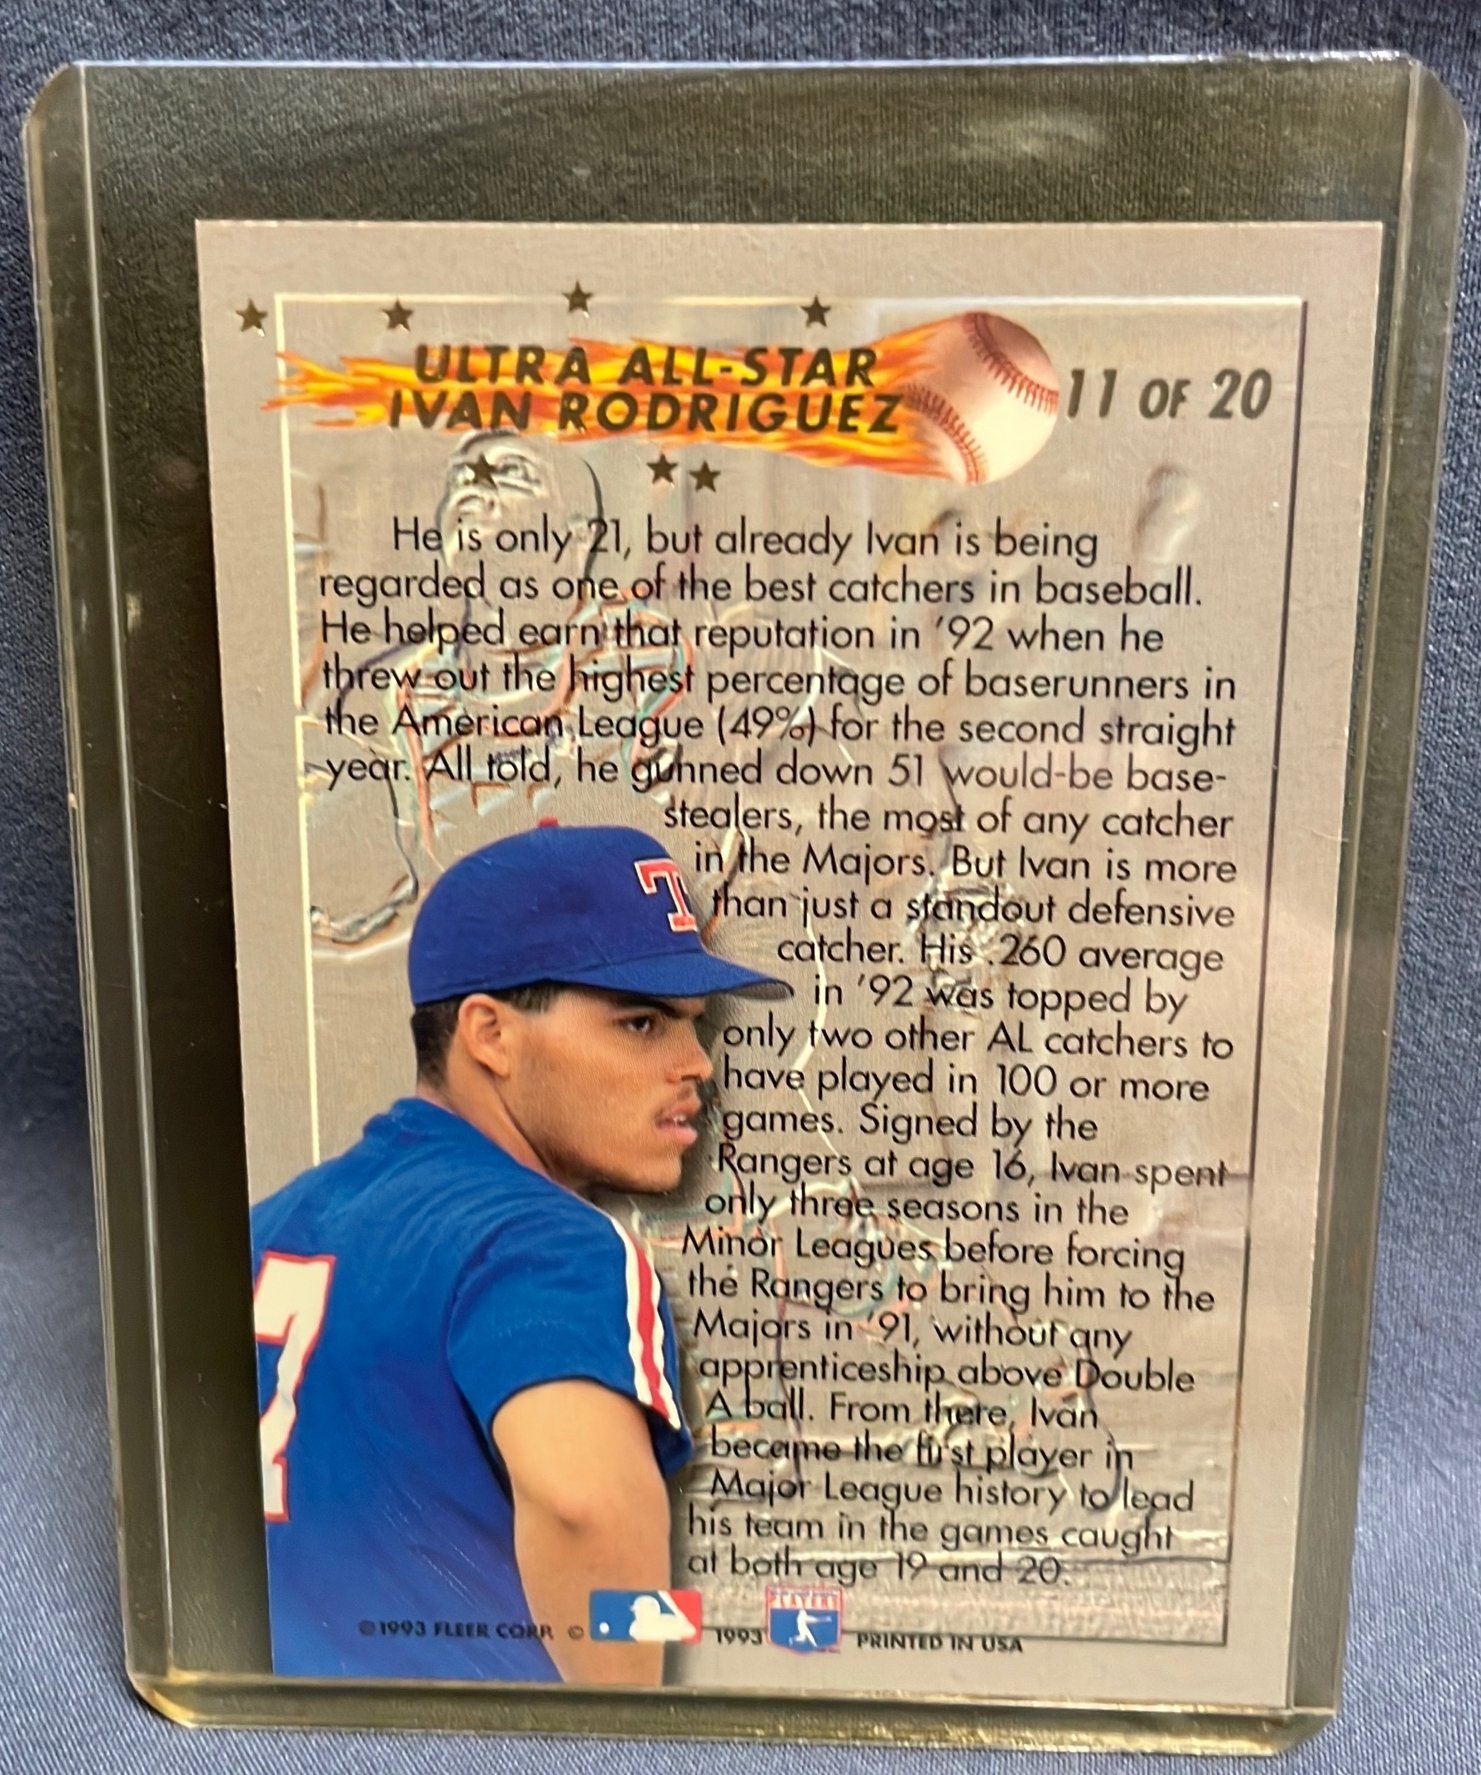 ULTRA ALL-STAR
IVAN RODRIGUEZ
11 OF 20
He is only 21, but already Ivan is being
regarded as one of the best catchers in baseball.
He helped earn that reputation in '92 when he
threw out the highest percentage of baserunners in
the American League (49%) for the second straight
year. All told, he gunned down 51 would-be base-
stealers, the most of any catcher
in the Majors. But Ivan is more
than just a standout defensive
catcher. His .260 average
in '92 was topped by
only two other AL catchers to
have played in 100 or more
games. Signed by the
Rangers at age 16, Ivan spent
only three seasons in the
Minor Leagues before forcing
the Rangers to bring him to the
Majors in '91, without any
apprenticeship above Double
A ball. From there, Ivan
became the first player in
Major League history to lead
his team in the games caught
at both age 19 and 20.
T
7
©1993 FLEER CORP. © 1993 PLAYERS PRINTED IN USA